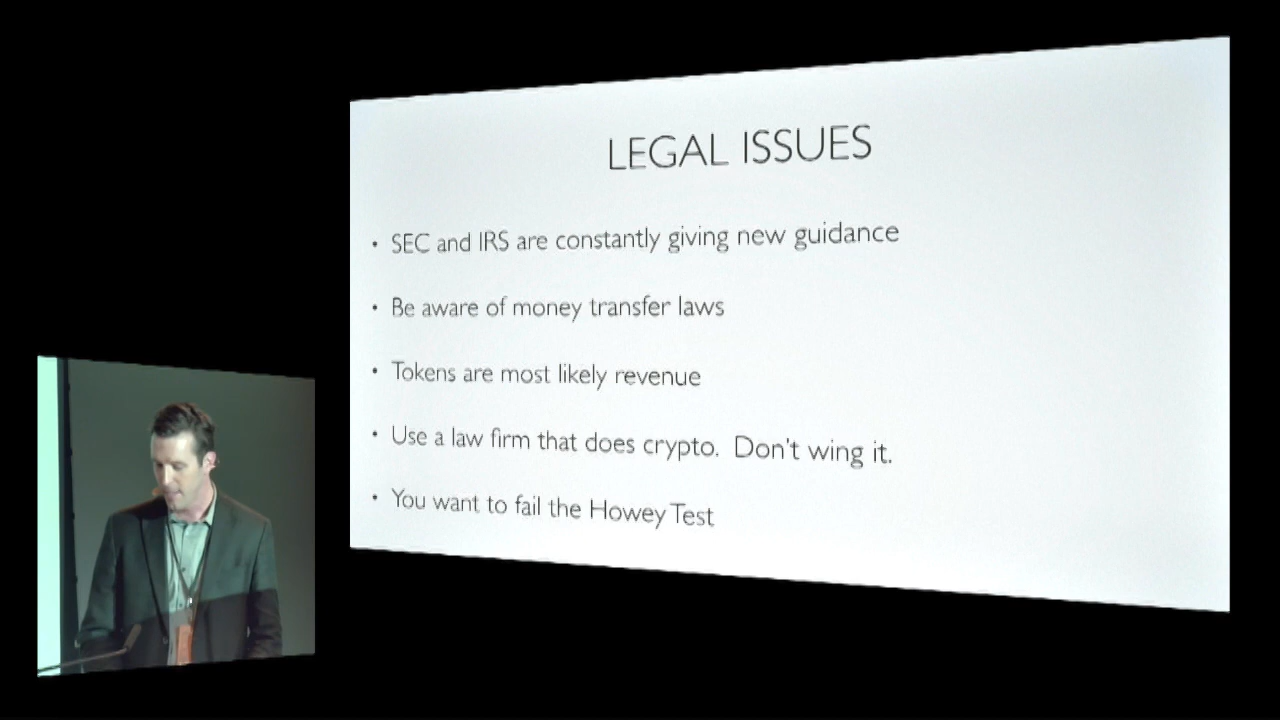 LEGAL ISSUES
• SEC and IRS are constantly giving new guidance
• Be aware of money transfer laws
• Tokens are most likely revenue
• Use a law firm that does crypto. Don't wing it.
• You want to fail the Howey Test